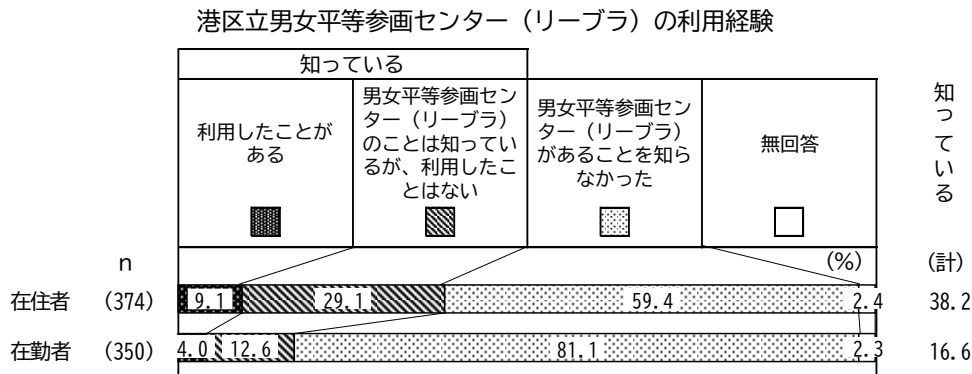 港区立男女平等参画センター（リーブラ）の利用経験
知っている
利用したことが
ある
男女平等参画セン
ター（リーブラ）
のことは知ってい
るが、利用したこ
とはない
男女平等参画セン
ター（リーブラ）
があることを知ら
なかった
無回答
知っている
n
(%)
(計)
在住者 (374) 9.1 29.1 59.4 2.4 38.2
在勤者 (350) 4.0 12.6 81.1 2.3 16.6